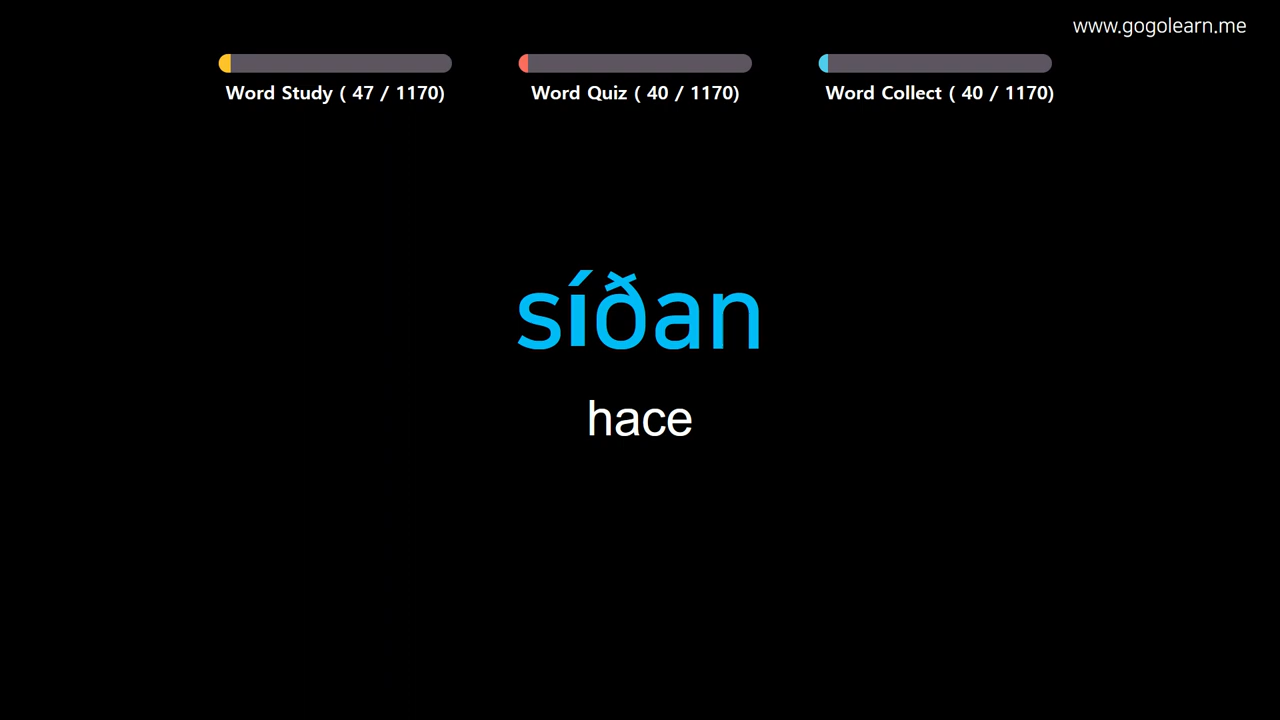 www.gogolearn.me
Word Study ( 47 / 1170)
Word Quiz ( 40 / 1170)
Word Collect ( 40 / 1170)
síðan
hace